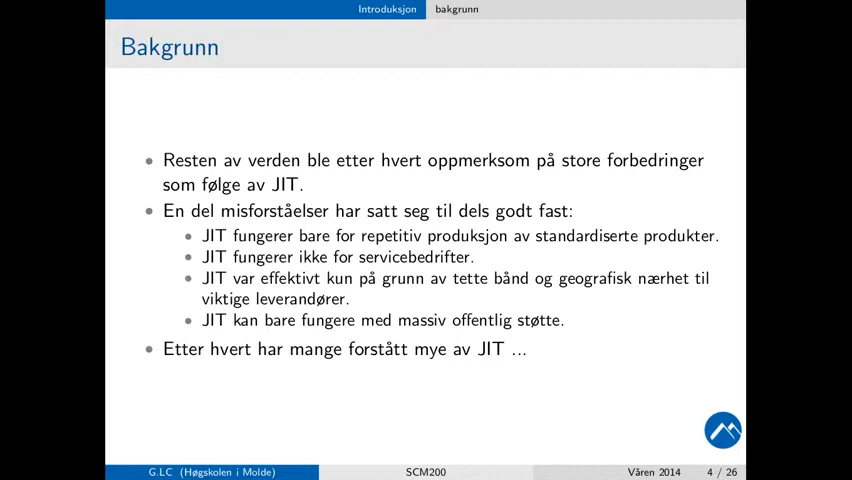 Introduksjon bakgrunn
Bakgrunn
• Resten av verden ble etter hvert oppmerksom på store forbedringer
som følge av JIT.
• En del misforståelser har satt seg til dels godt fast:
• JIT fungerer bare for repetitiv produksjon av standardiserte produkter.
• JIT fungerer ikke for servicebedrifter.
• JIT var effektivt kun på grunn av tette bånd og geografisk nærhet til
viktige leverandører.
• JIT kan bare fungere med massiv offentlig støtte.
• Etter hvert har mange forstått mye av JIT ...
G.LC (Høgskolen i Molde) SCM200 Våren 2014 4 / 26